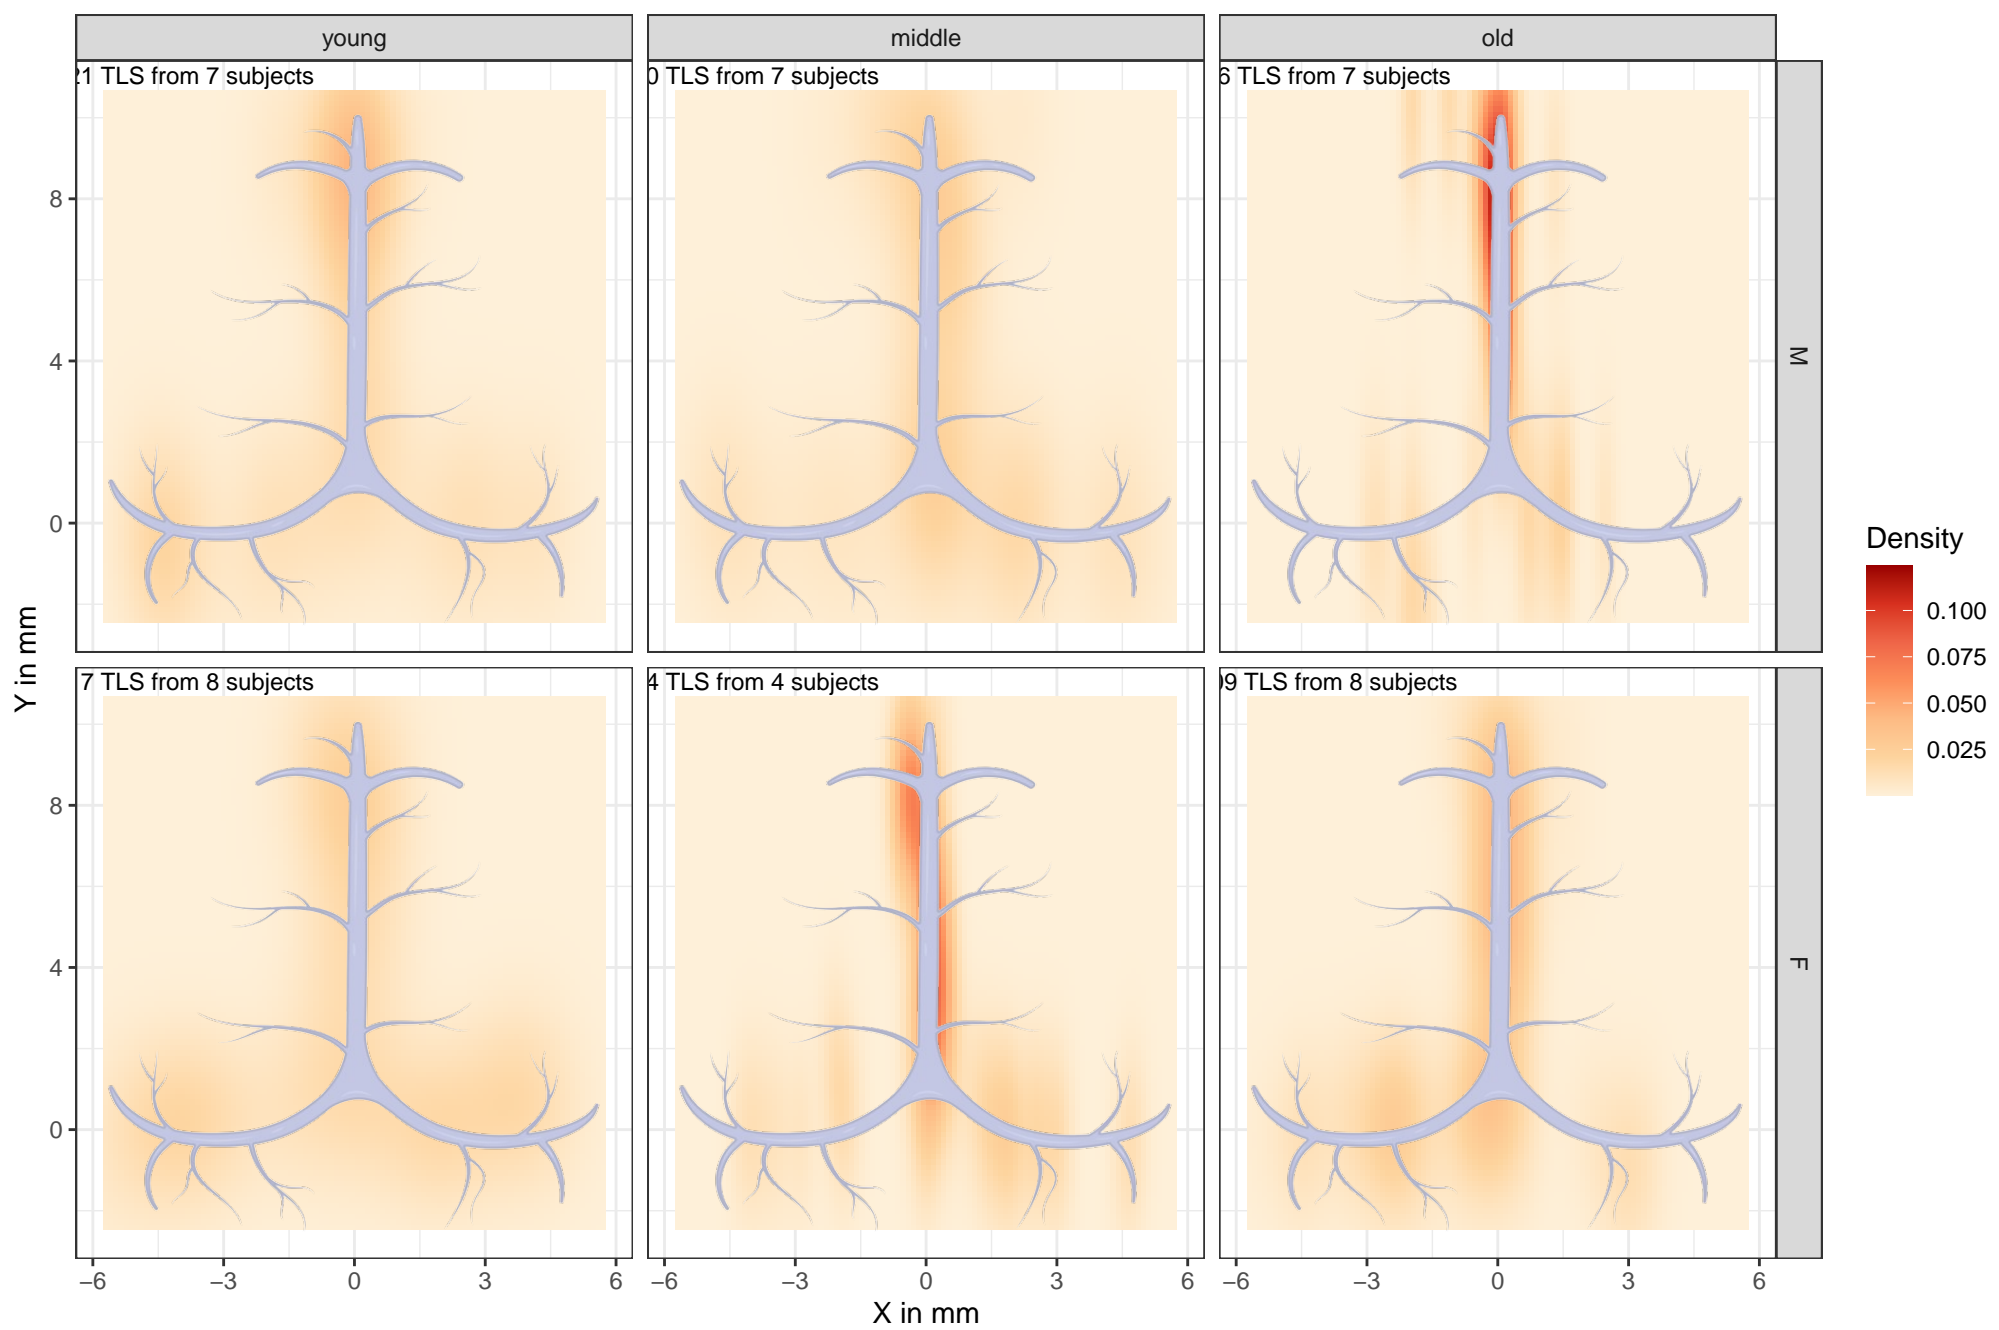 young
middle
old
21 TLS from 7 subjects
0 TLS from 7 subjects
6 TLS from 7 subjects
M
8
4
0
7 TLS from 8 subjects
4 TLS from 4 subjects
09 TLS from 8 subjects
F
8
4
0
Y in mm
−6 −3 0 3 6
−6 −3 0 3 6
−6 −3 0 3 6
X in mm
Density
0.100
0.075
0.050
0.025